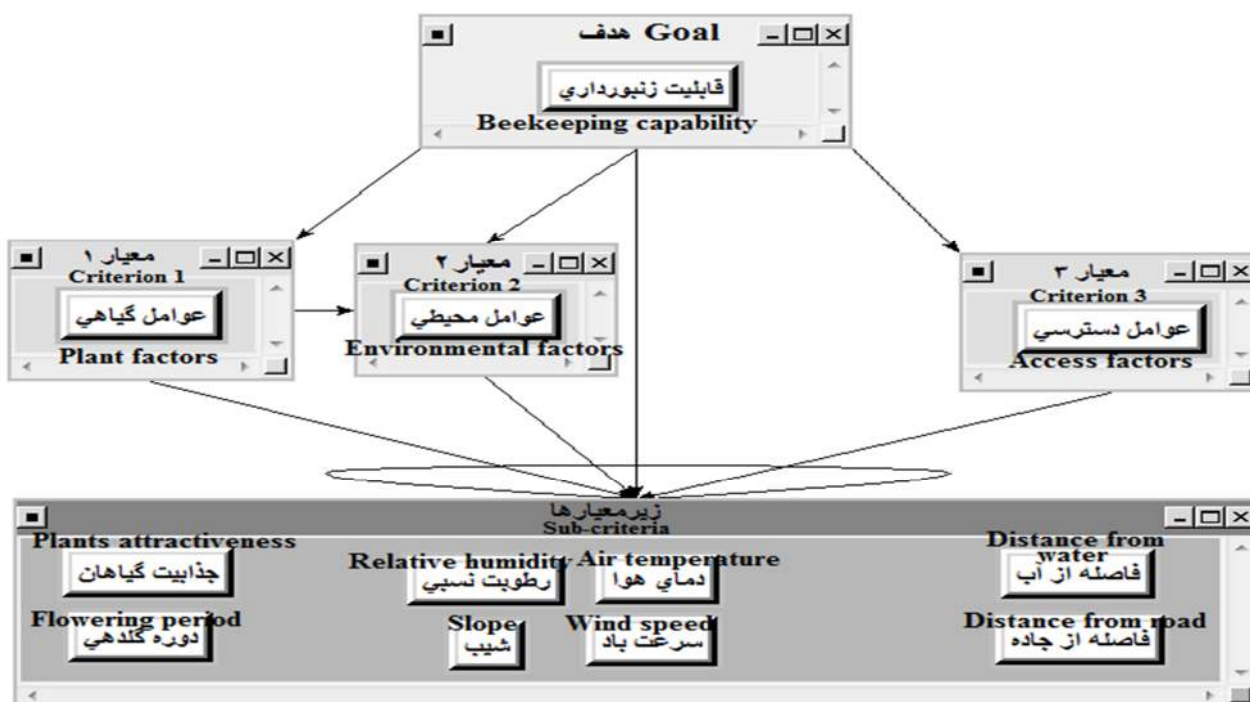 هدف Goal
قابليت زنبورداري
Beekeeping capability
معيار ۱
Criterion 1
عوامل گياهي
Plant factors
معيار ۲
Criterion 2
عوامل محيطي
Environmental factors
معيار ۳
Criterion 3
عوامل دسترسي
Access factors
زيرمعيارها
Sub-criteria
Plants attractiveness
جذابيت گياهان
Flowering period
دوره گلدهي
Relative humidity
رطوبت نسبي
Air temperature
دماي هوا
Slope
شيب
Wind speed
سرعت باد
Distance from
water
فاصله از آب
Distance from road
فاصله از جاده